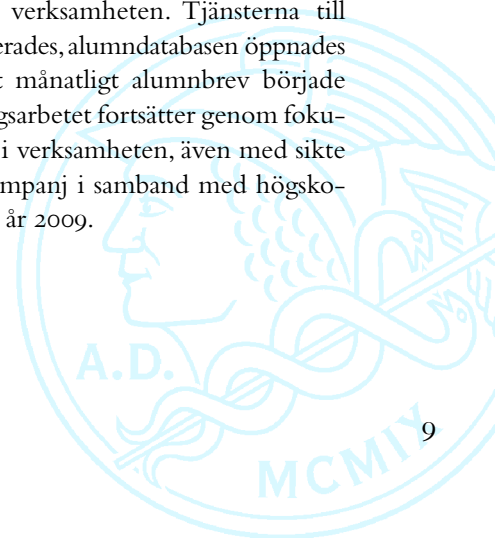 verksamheten. Tjänsterna till
erades, alumndatabasen öppnades
månatligt alumnbrev började
gsarbetet fortsätter genom foku-
i verksamheten, även med sikte
mpanj i samband med högsko-
år 2009.
A.D.
9
MCMIX